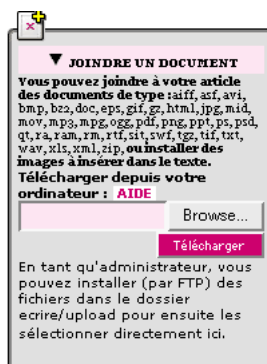 ▼ JOINDRE UN DOCUMENT
Vous pouvez joindre à votre article
des documents de type :aiff, asf, avi,
bmp, bz2, doc, eps, gif, gz, html, jpg, mid,
mov, mp3, mpg, ogg, pdf, png, ppt, ps, psd,
qt, ra, ram, rm, rtf, sit, swf, tgz, tif, txt,
wav, xls, xml, zip, ou installer des
images à insérer dans le texte.
Télécharger depuis votre
ordinateur : AIDE
Browse...
Télécharger
En tant qu'administrateur, vous
pouvez installer (par FTP) des
fichiers dans le dossier
ecrire/upload pour ensuite les
sélectionner directement ici.